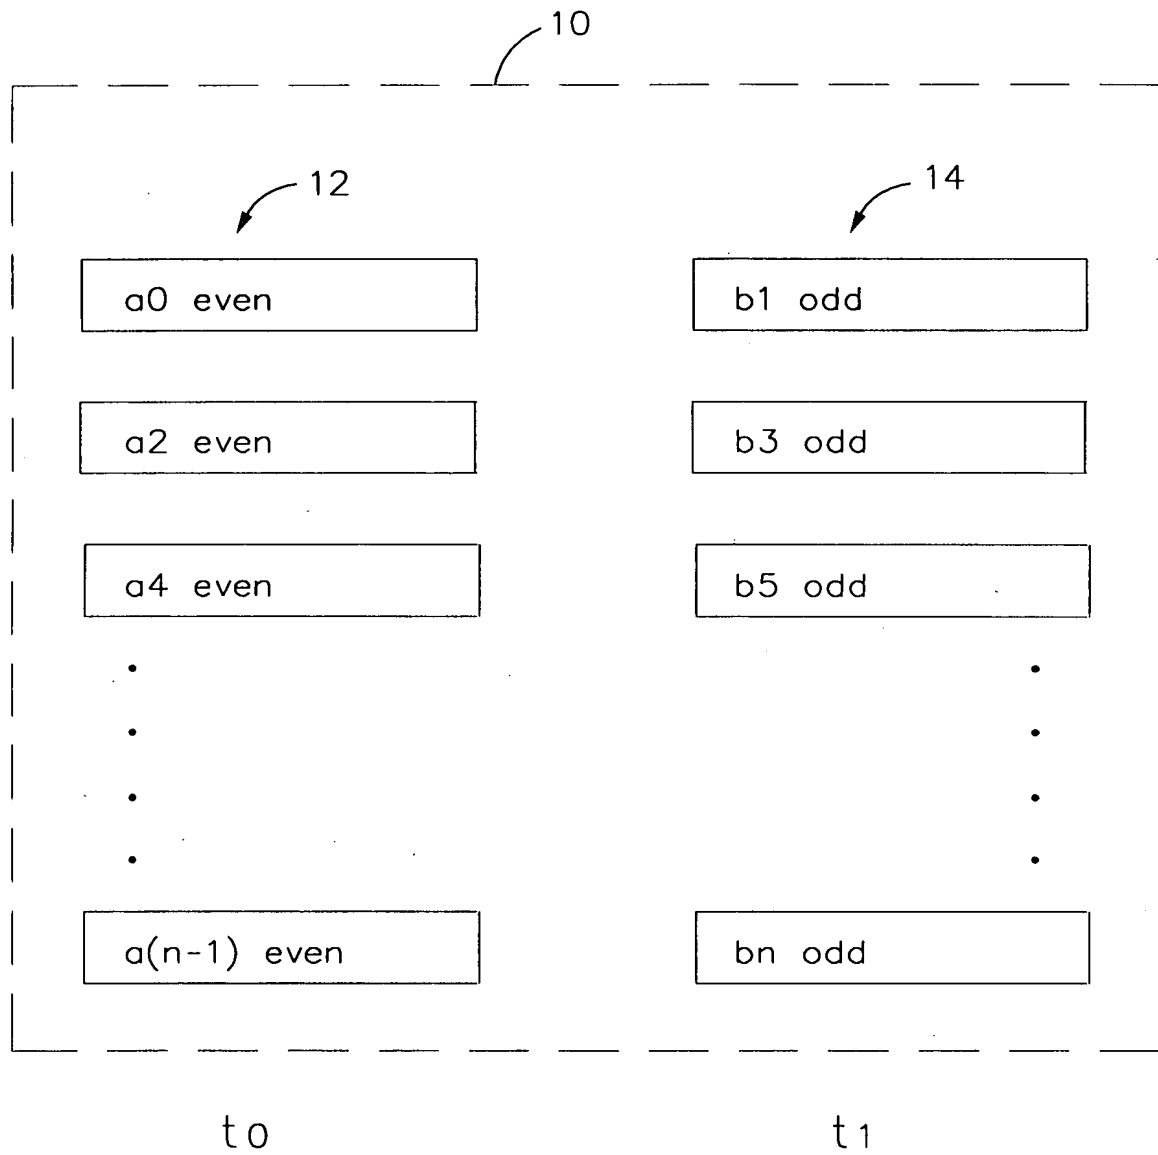 10
12 14
a0 even b1 odd
a2 even b3 odd
a4 even b5 odd
a(n-1) even bn odd
t0 t1